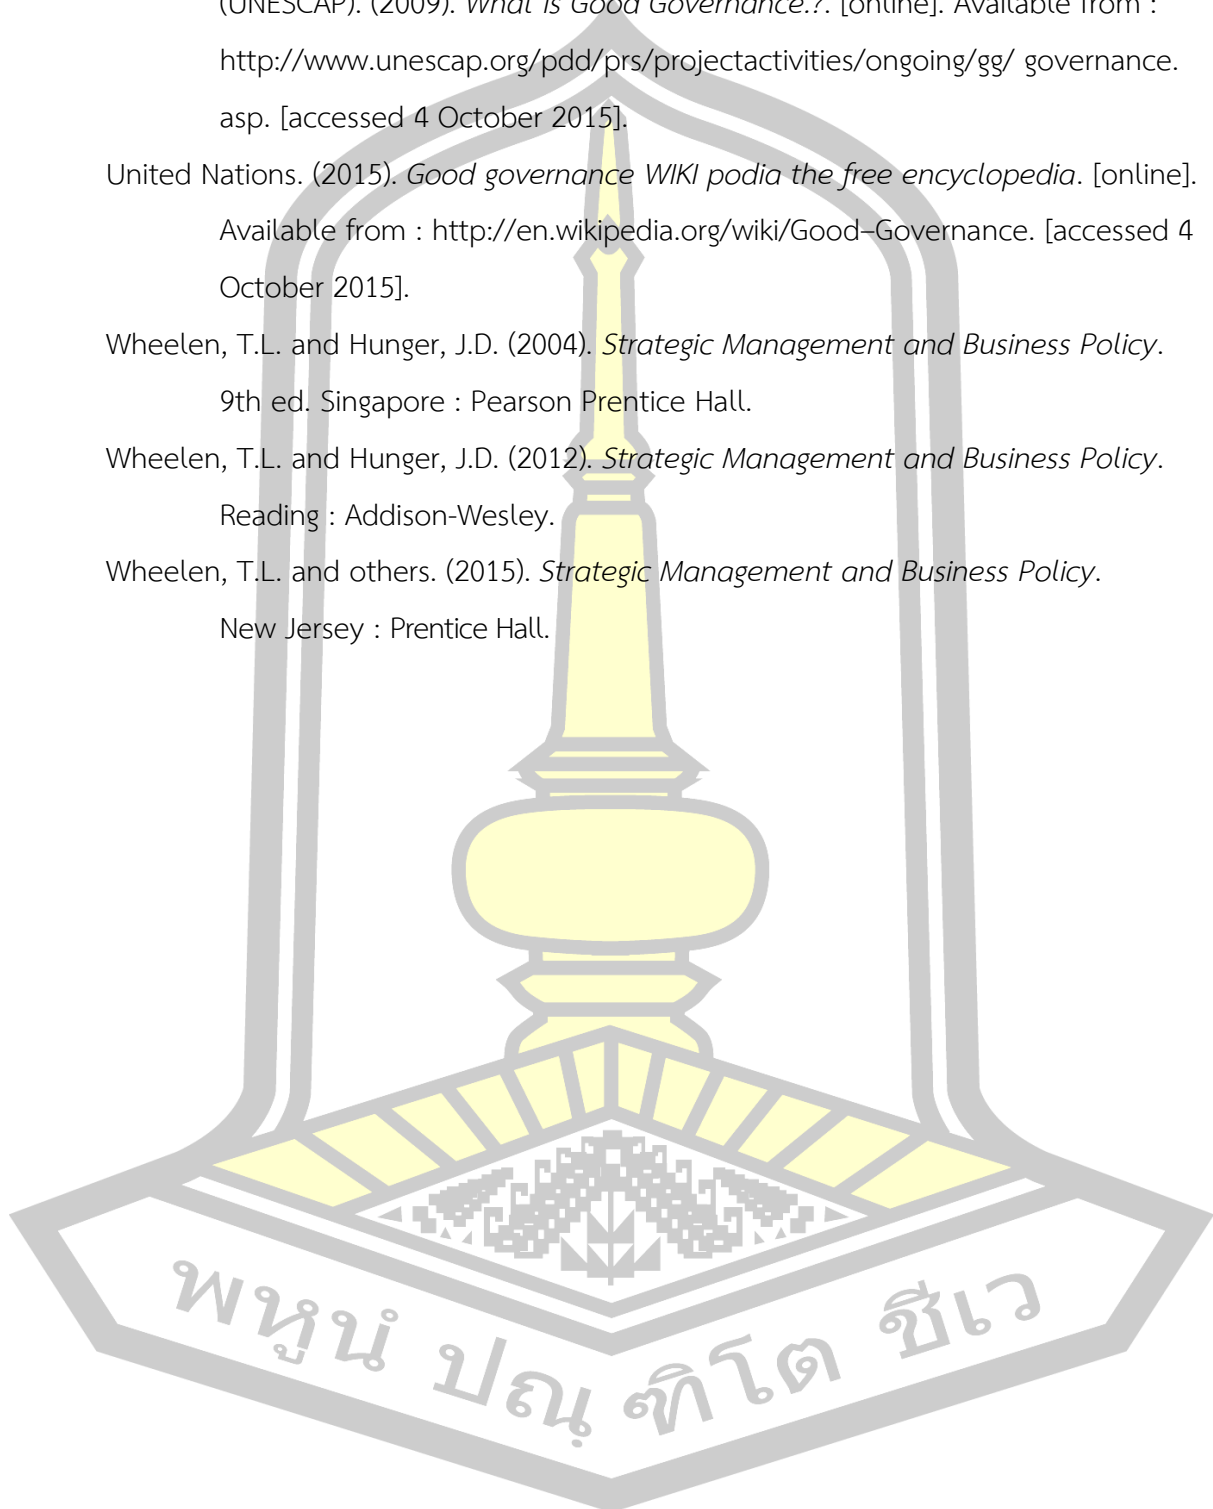 (UNESCAP). (2009). What is Good Governance.?. [online]. Available from :
http://www.unescap.org/pdd/prs/projectactivities/ongoing/gg/ governance.
asp. [accessed 4 October 2015].
United Nations. (2015). Good governance WIKI podia the free encyclopedia. [online].
Available from : http://en.wikipedia.org/wiki/Good–Governance. [accessed 4
October 2015].
Wheelen, T.L. and Hunger, J.D. (2004). Strategic Management and Business Policy.
9th ed. Singapore : Pearson Prentice Hall.
Wheelen, T.L. and Hunger, J.D. (2012). Strategic Management and Business Policy.
Reading : Addison-Wesley.
Wheelen, T.L. and others. (2015). Strategic Management and Business Policy.
New Jersey : Prentice Hall.
พหูนํ ปณฺ ฑิโต ชีเว